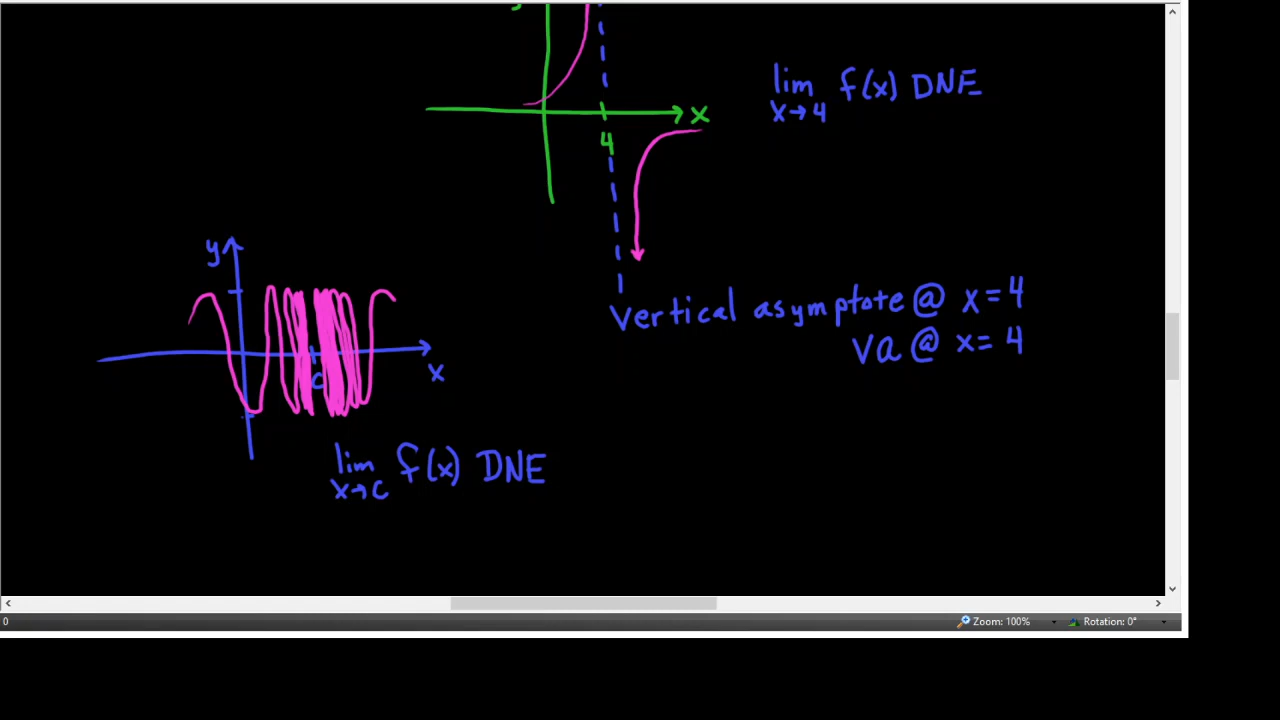 y
x
4
lim f(x) DNE
x→4
Vertical asymptote @ x=4
VA @ x=4
y
x
c
lim f(x) DNE
x→c
0
Zoom: 100%
Rotation: 0°